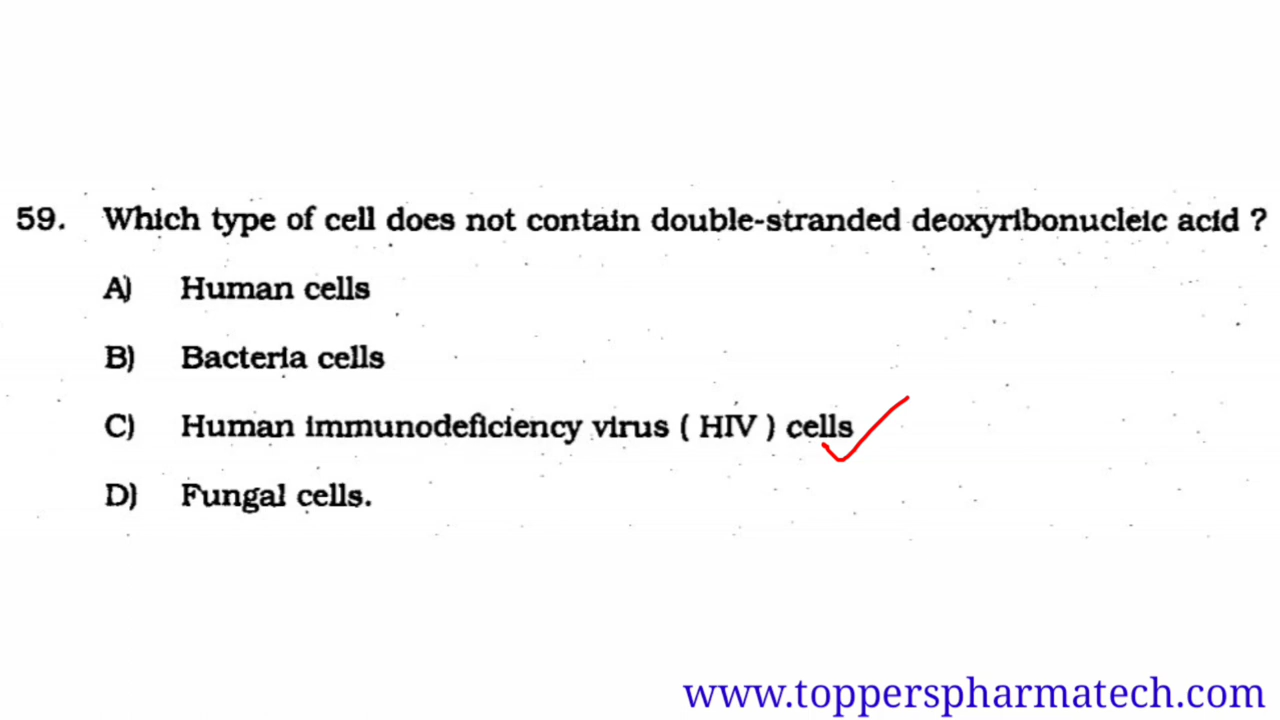 59. Which type of cell does not contain double-stranded deoxyribonucleic acid ?
A) Human cells
B) Bacteria cells
C) Human immunodeficiency virus ( HIV ) cells
D) Fungal cells.
www.topperspharmatech.com